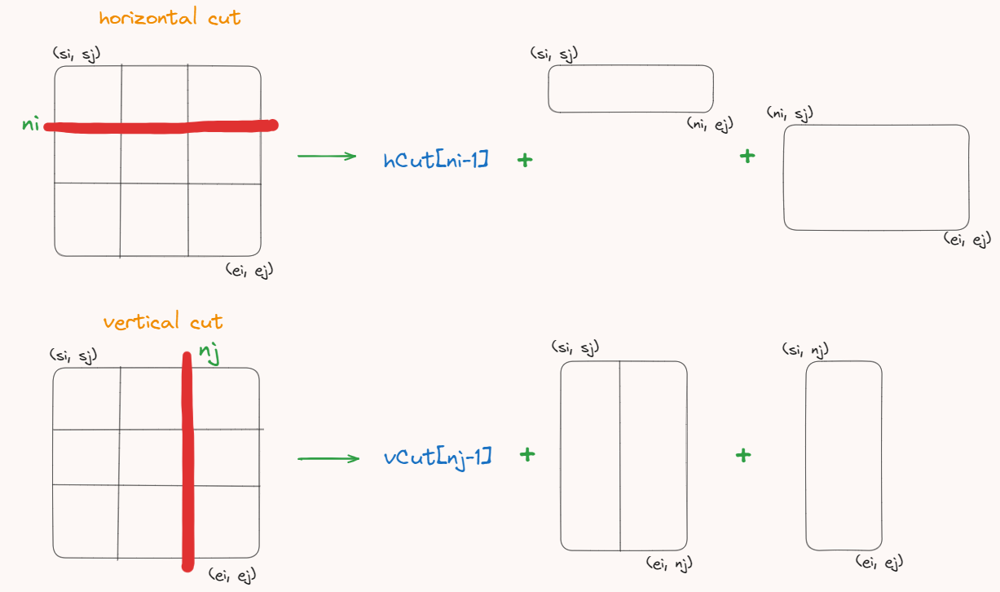 horizontal cut
(si, sj)
ni
(ei, ej)
hCut[ni-1]
+
(si, sj)
(ni, ej)
+
(ni, sj)
(ei, ej)
vertical cut
(si, sj)
nj
(ei, ej)
vCut[nj-1]
+
(si, sj)
(ei, nj)
+
(si, nj)
(ei, ej)